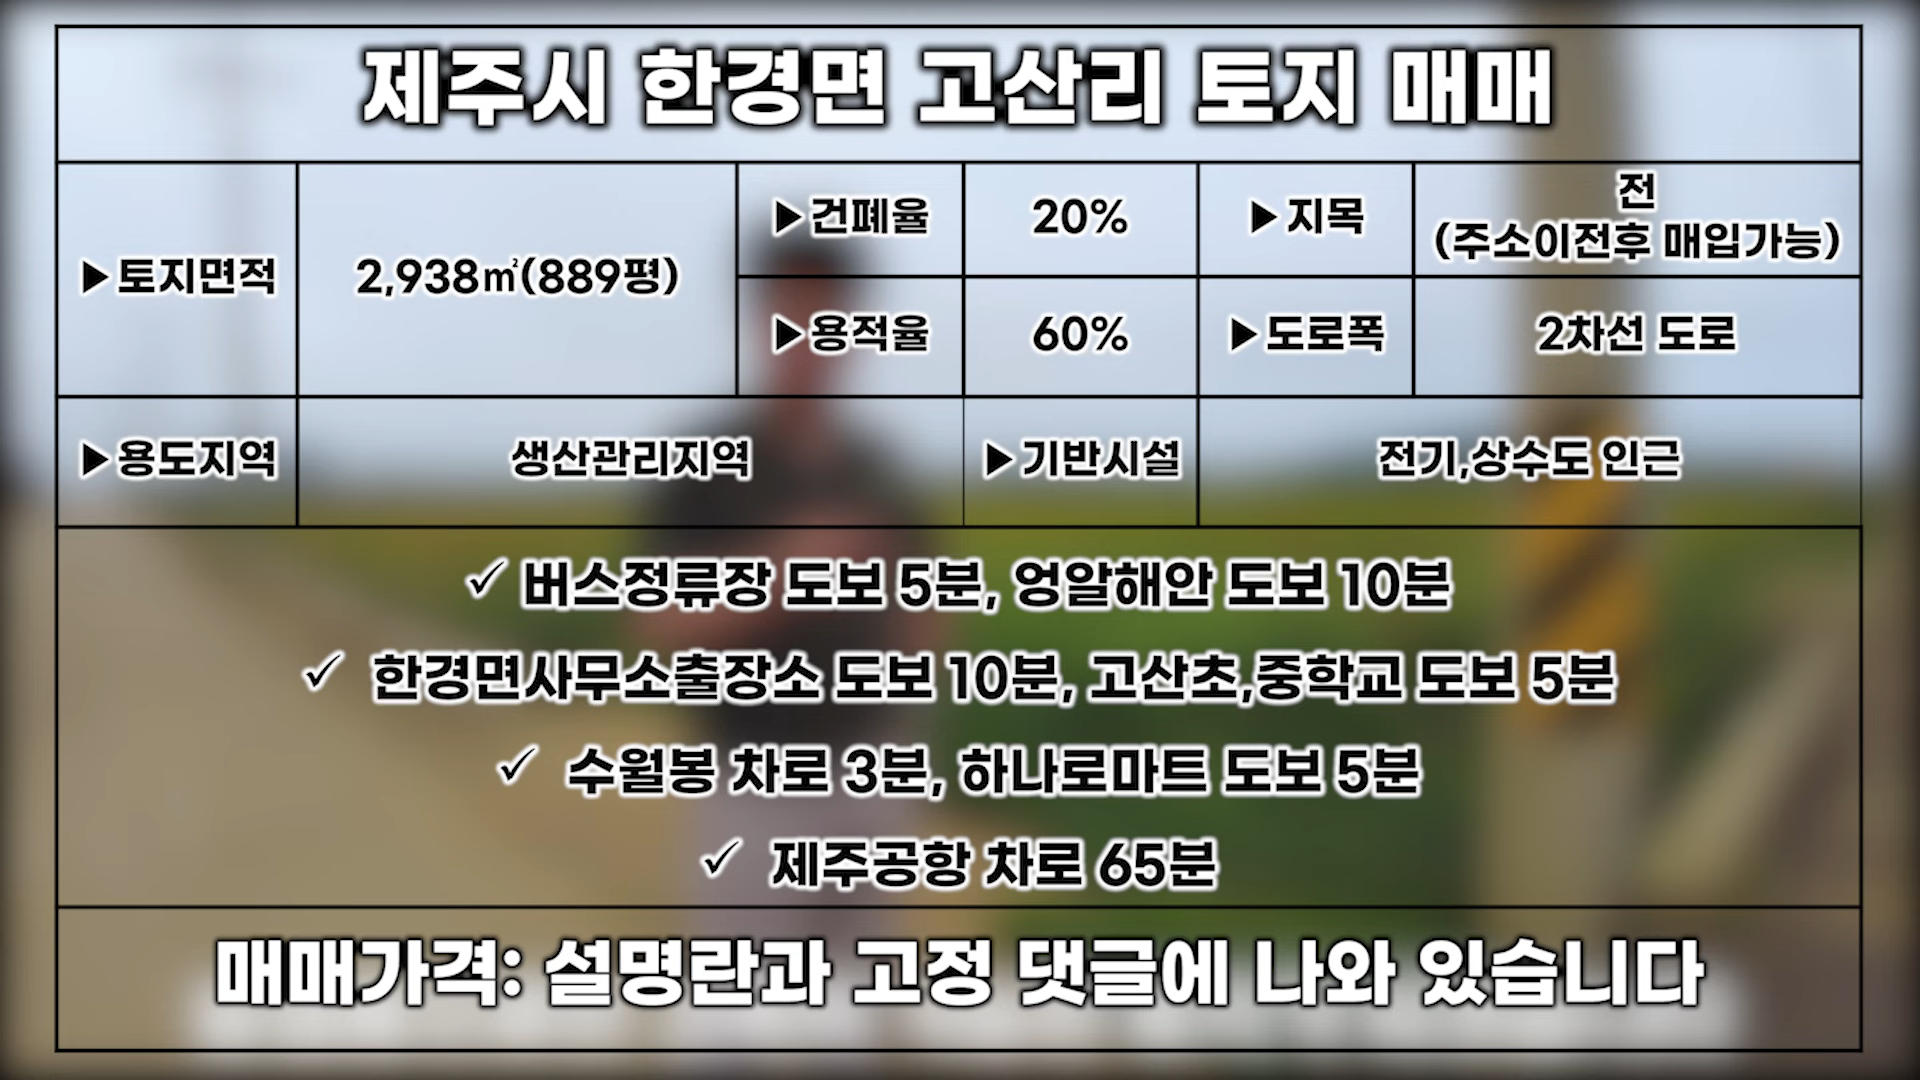 제주시 한경면 고산리 토지 매매
▶토지면적
2,938㎡(889평)
▶건폐율
20%
▶지목
전
(주소이전후 매입가능)
▶용적율
60%
▶도로폭
2차선 도로
▶용도지역
생산관리지역
▶기반시설
전기,상수도 인근
✓ 버스정류장 도보 5분, 엉알해안 도보 10분
✓ 한경면사무소출장소 도보 10분, 고산초,중학교 도보 5분
✓ 수월봉 차로 3분, 하나로마트 도보 5분
✓ 제주공항 차로 65분
매매가격: 설명란과 고정 댓글에 나와 있습니다